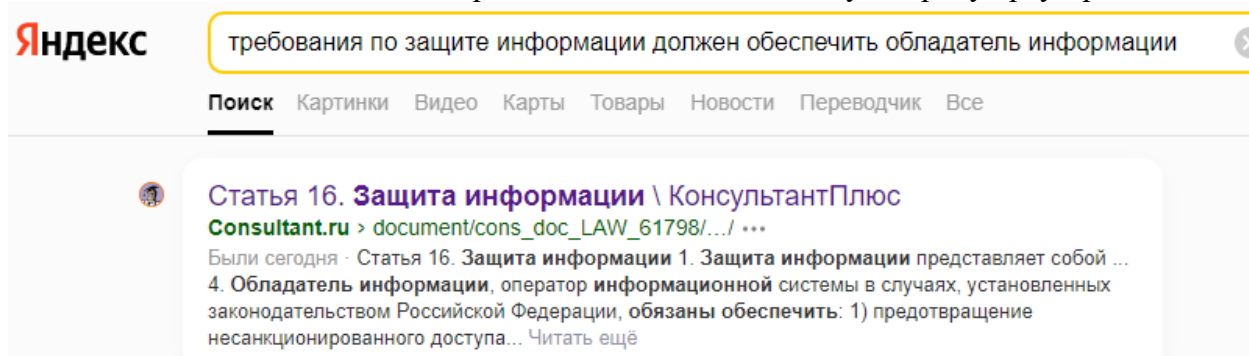 Яндекс
требования по защите информации должен обеспечить обладатель информации
Поиск Картинки Видео Карты Товары Новости Переводчик Все
Статья 16. Защита информации \ КонсультантПлюс
Consultant.ru › document/cons_doc_LAW_61798/.../ •••
Были сегодня · Статья 16. Защита информации 1. Защита информации представляет собой ...
4. Обладатель информации, оператор информационной системы в случаях, установленных
законодательством Российской Федерации, обязаны обеспечить: 1) предотвращение
несанкционированного доступа... Читать ещё